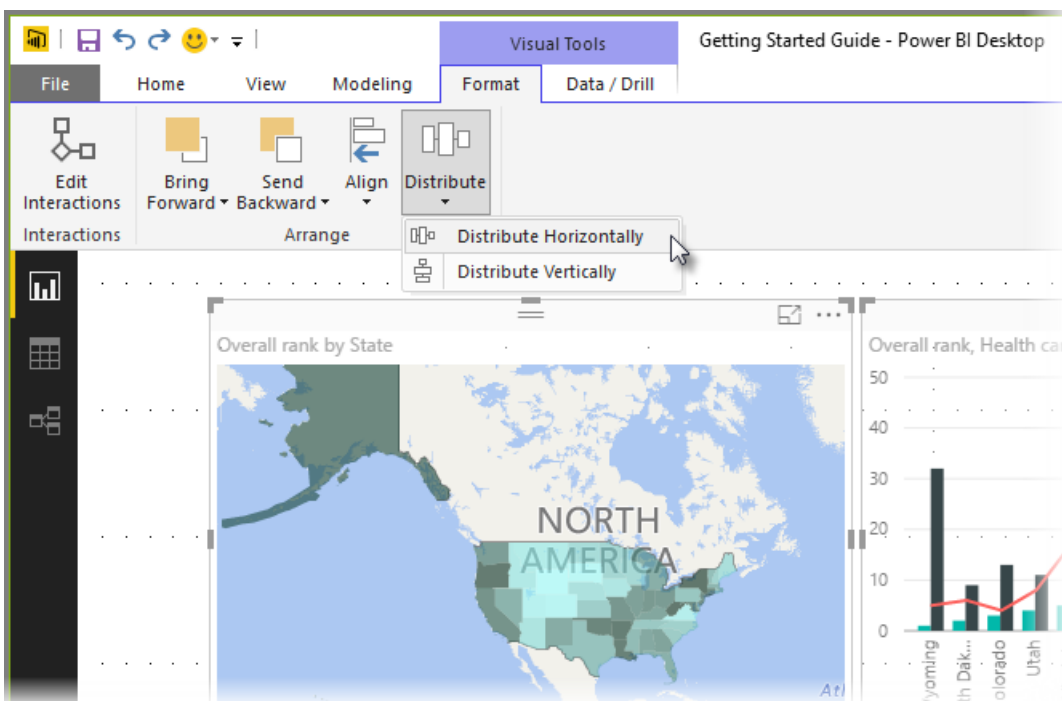 Visual Tools
Getting Started Guide - Power BI Desktop
File Home View Modeling Format Data / Drill
Edit Interactions
Bring Forward
Send Backward
Align
Distribute
Interactions
Arrange
Distribute Horizontally
Distribute Vertically
Overall rank by State
NORTH
AMERICA
Overall rank, Health
50
40
30
20
10
0
Utah